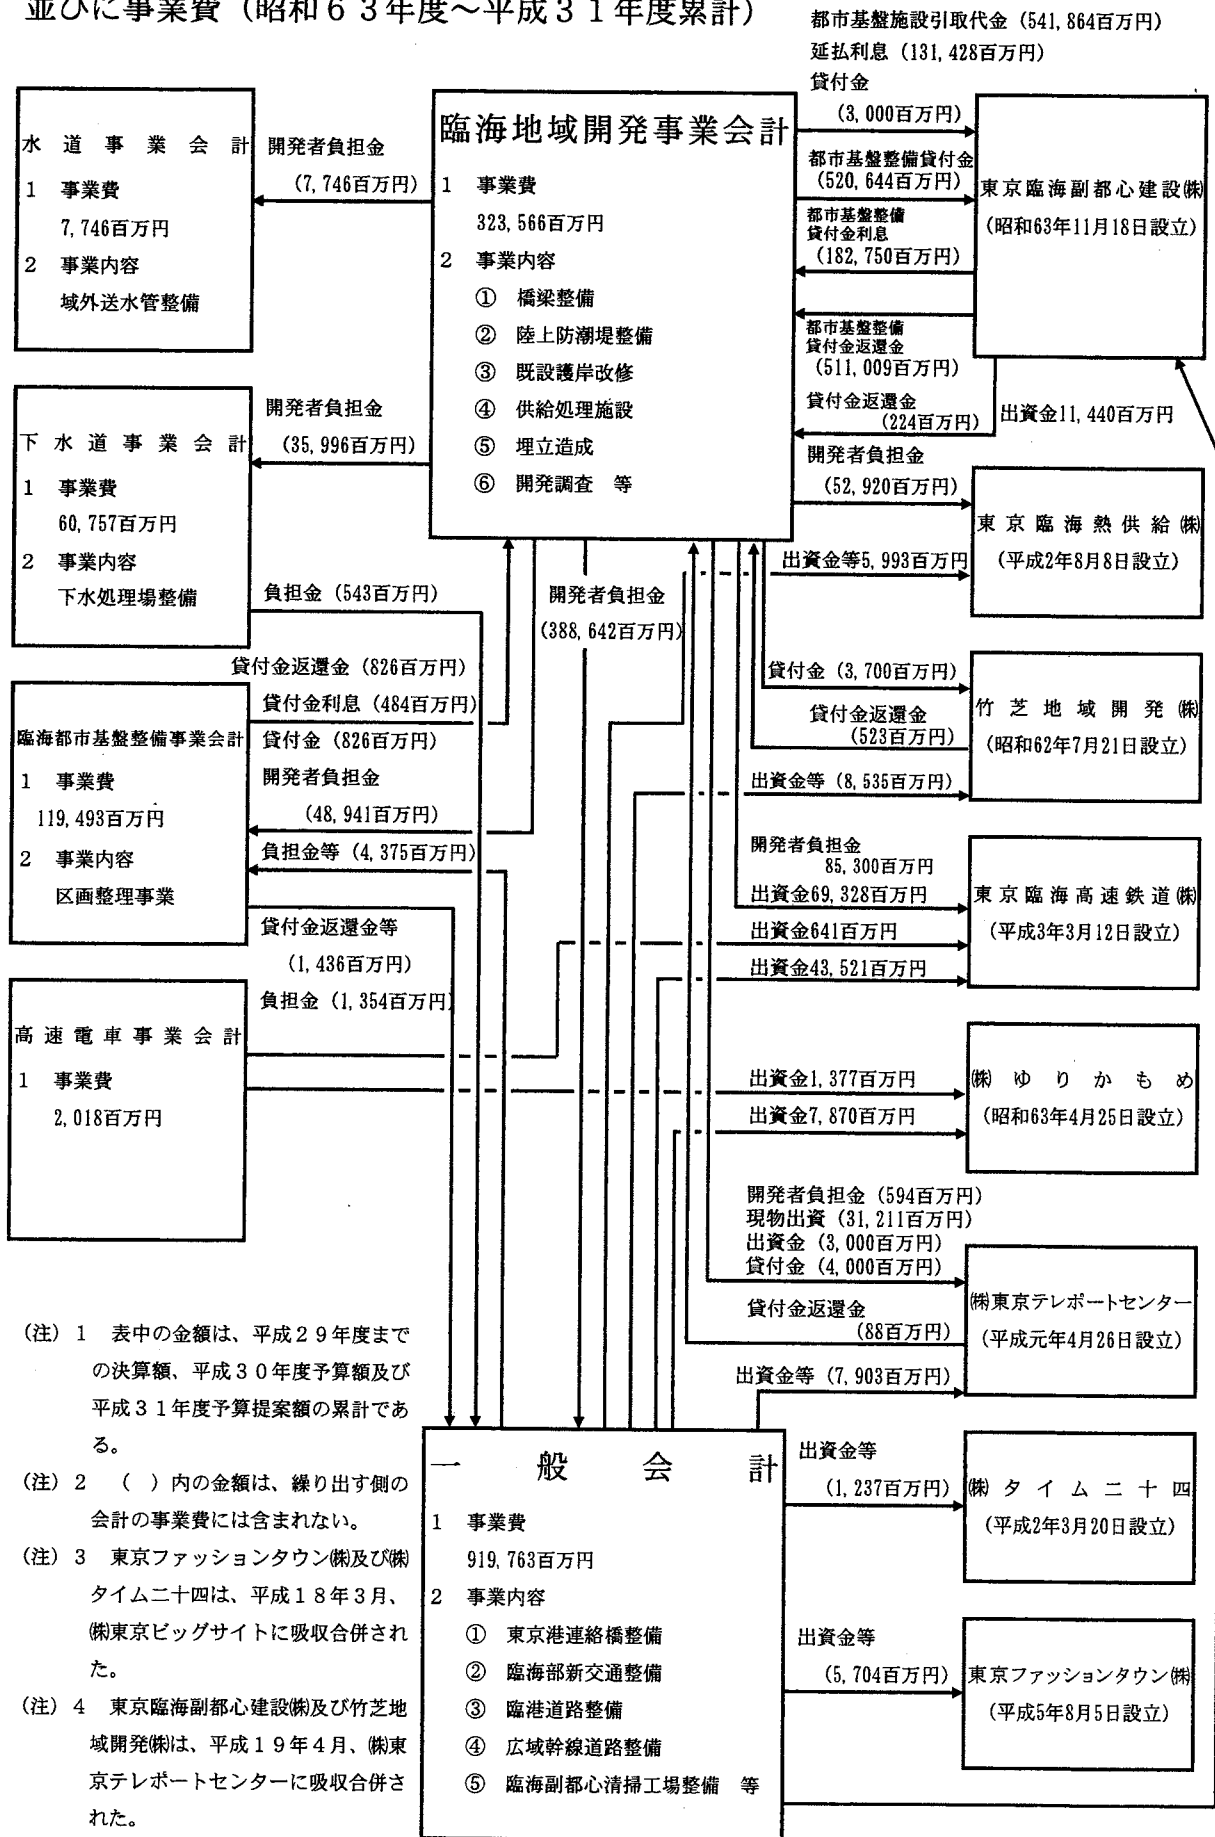 並びに事業費（昭和６３年度～平成３１年度累計）
都市基盤施設引取代金（541,864百万円）
延払利息（131,428百万円）
貸付金
（3,000百万円）
都市基盤整備貸付金
（520,644百万円）
都市基盤整備
貸付金利息
（182,750百万円）
都市基盤整備
貸付金返還金
（511,009百万円）
貸付金返還金
（224百万円）
出資金11,440百万円
開発者負担金
（52,920百万円）
出資金等5,993百万円
水道事業会計
1　事業費
7,746百万円
2　事業内容
域外送水管整備
開発者負担金
（7,746百万円）
臨海地域開発事業会計
1　事業費
323,566百万円
2　事業内容
①　橋梁整備
②　陸上防潮堤整備
③　既設護岸改修
④　供給処理施設
⑤　埋立造成
⑥　開発調査　等
東京臨海副都心建設㈱
（昭和63年11月18日設立）
下水道事業会計
1　事業費
60,757百万円
2　事業内容
下水処理場整備
開発者負担金
（35,996百万円）
負担金（543百万円）
開発者負担金
（388,642百万円）
東京臨海熱供給㈱
（平成2年8月8日設立）
貸付金返還金（826百万円）
貸付金利息（484百万円）
貸付金（826百万円）
開発者負担金
（48,941百万円）
負担金等（4,375百万円）
臨海都市基盤整備事業会計
1　事業費
119,493百万円
2　事業内容
区画整理事業
貸付金返還金等
（1,436百万円）
負担金（1,354百万円）
貸付金（3,700百万円）
貸付金返還金
（523百万円）
出資金等（8,535百万円）
竹芝地域開発㈱
（昭和62年7月21日設立）
開発者負担金
85,300百万円
出資金69,328百万円
出資金641百万円
出資金43,521百万円
東京臨海高速鉄道㈱
（平成3年3月12日設立）
高速電車事業会計
1　事業費
2,018百万円
出資金1,377百万円
出資金7,870百万円
㈱ゆりかもめ
（昭和63年4月25日設立）
開発者負担金（594百万円）
現物出資（31,211百万円）
出資金（3,000百万円）
貸付金（4,000百万円）
貸付金返還金
（88百万円）
出資金等（7,903百万円）
㈱東京テレポートセンター
（平成元年4月26日設立）
（注）1　表中の金額は、平成２９年度まで
の決算額、平成３０年度予算額及び
平成３１年度予算提案額の累計であ
る。
（注）2　（　）内の金額は、繰り出す側の
会計の事業費には含まれない。
（注）3　東京ファッションタウン㈱及び㈱
タイム二十四は、平成１８年３月、
㈱東京ビッグサイトに吸収合併され
た。
（注）4　東京臨海副都心建設㈱及び竹芝地
域開発㈱は、平成１９年４月、㈱東
京テレポートセンターに吸収合併さ
れた。
一般会計
1　事業費
919,763百万円
2　事業内容
①　東京港連絡橋整備
②　臨海部新交通整備
③　臨港道路整備
④　広域幹線道路整備
⑤　臨海副都心清掃工場整備　等
出資金等
（1,237百万円）
㈱タイム二十四
（平成2年3月20日設立）
出資金等
（5,704百万円）
東京ファッションタウン㈱
（平成5年8月5日設立）